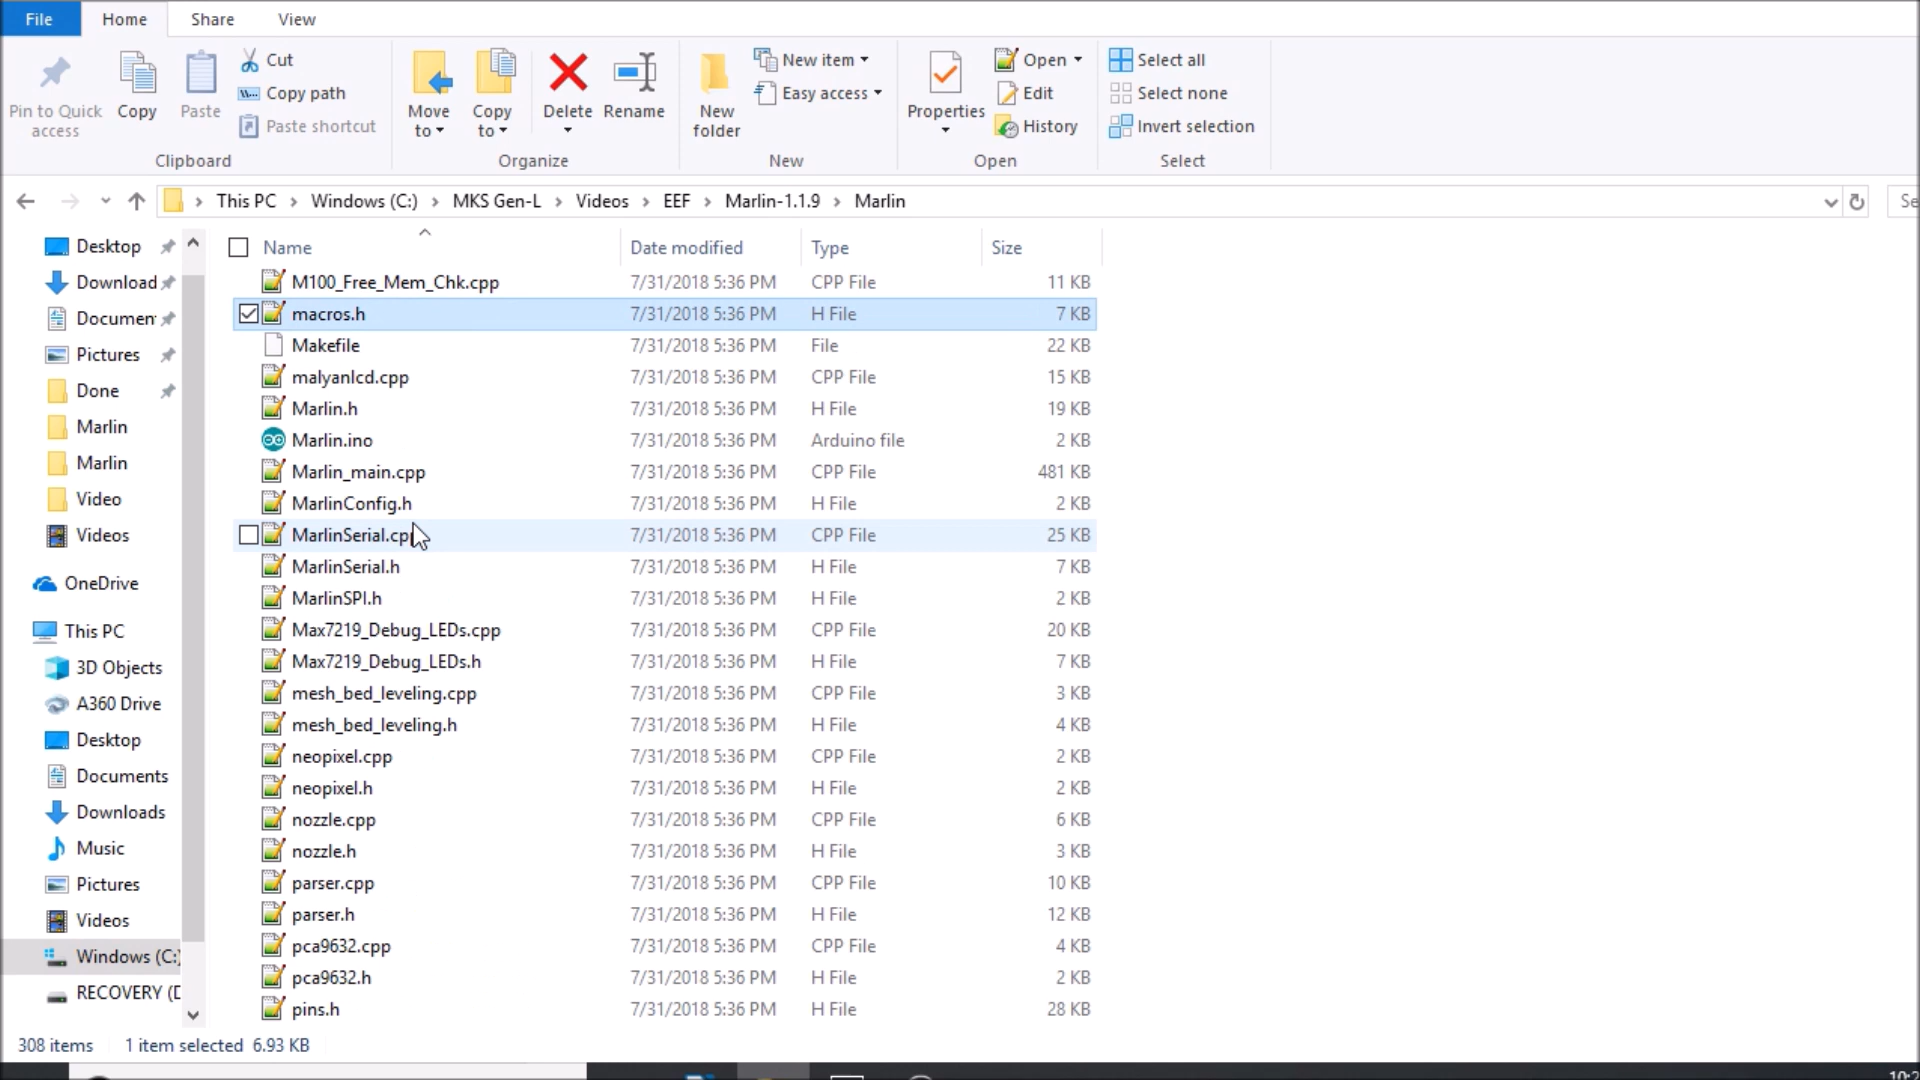 File Home Share View
Pin to Quick access
Copy
Paste
Cut
Copy path
Paste shortcut
Clipboard
Move to
Copy to
Delete
Rename
Organize
New folder
New item
Easy access
New
Properties
Open
Edit
History
Open
Select all
Select none
Invert selection
Select
This PC > Windows (C:) > MKS Gen-L > Videos > EEF > Marlin-1.1.9 > Marlin
Se
Desktop
Download
Documen
Pictures
Done
Marlin
Marlin
Video
Videos
OneDrive
This PC
3D Objects
A360 Drive
Desktop
Documents
Downloads
Music
Pictures
Videos
Windows (C:)
RECOVERY (D
Name Date modified Type Size
M100_Free_Mem_Chk.cpp 7/31/2018 5:36 PM CPP File 11 KB
macros.h 7/31/2018 5:36 PM H File 7 KB
Makefile 7/31/2018 5:36 PM File 22 KB
malyanlcd.cpp 7/31/2018 5:36 PM CPP File 15 KB
Marlin.h 7/31/2018 5:36 PM H File 19 KB
Marlin.ino 7/31/2018 5:36 PM Arduino file 2 KB
Marlin_main.cpp 7/31/2018 5:36 PM CPP File 481 KB
MarlinConfig.h 7/31/2018 5:36 PM H File 2 KB
MarlinSerial.cpp 7/31/2018 5:36 PM CPP File 25 KB
MarlinSerial.h 7/31/2018 5:36 PM H File 7 KB
MarlinSPI.h 7/31/2018 5:36 PM H File 2 KB
Max7219_Debug_LEDs.cpp 7/31/2018 5:36 PM CPP File 20 KB
Max7219_Debug_LEDs.h 7/31/2018 5:36 PM H File 7 KB
mesh_bed_leveling.cpp 7/31/2018 5:36 PM CPP File 3 KB
mesh_bed_leveling.h 7/31/2018 5:36 PM H File 4 KB
neopixel.cpp 7/31/2018 5:36 PM CPP File 2 KB
neopixel.h 7/31/2018 5:36 PM H File 2 KB
nozzle.cpp 7/31/2018 5:36 PM CPP File 6 KB
nozzle.h 7/31/2018 5:36 PM H File 3 KB
parser.cpp 7/31/2018 5:36 PM CPP File 10 KB
parser.h 7/31/2018 5:36 PM H File 12 KB
pca9632.cpp 7/31/2018 5:36 PM CPP File 4 KB
pca9632.h 7/31/2018 5:36 PM H File 2 KB
pins.h 7/31/2018 5:36 PM H File 28 KB
308 items 1 item selected 6.93 KB